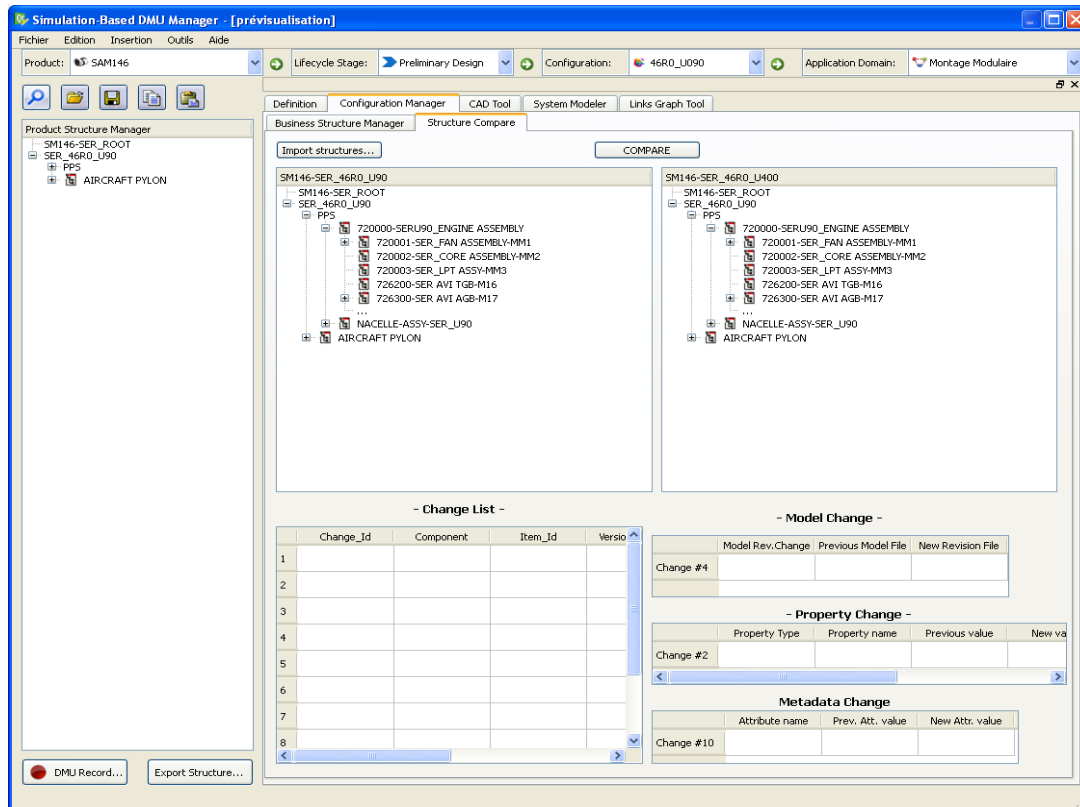 Simulation-Based DMU Manager - [prévisualisation]
Fichier Edition Insertion Outils Aide
Product: SAM146 Lifecycle Stage: Preliminary Design Configuration: 46R0_U090 Application Domain: Montage Modulaire
Definition Configuration Manager CAD Tool System Modeler Links Graph Tool
Business Structure Manager Structure Compare
Product Structure Manager
SM146-SER_ROOT
SER_46R0_U90
PPS
AIRCRAFT PYLON
Import structures... COMPARE
SM146-SER_46R0_U90
SM146-SER_ROOT
SER_46R0_U90
PPS
720000-SERU90_ENGINE ASSEMBLY
720001-SER_FAN ASSEMBLY-MM1
720002-SER_CORE ASSEMBLY-MM2
720003-SER_LPT ASSY-MM3
726200-SER AVI TGB-M16
726300-SER AVI AGB-M17
...
NACELLE-ASSY-SER_U90
AIRCRAFT PYLON
SM146-SER_46R0_U400
SM146-SER_ROOT
SER_46R0_U90
PPS
720000-SERU90_ENGINE ASSEMBLY
720001-SER_FAN ASSEMBLY-MM1
720002-SER_CORE ASSEMBLY-MM2
720003-SER_LPT ASSY-MM3
726200-SER AVI TGB-M16
726300-SER AVI AGB-M17
...
NACELLE-ASSY-SER_U90
AIRCRAFT PYLON
- Change List -
Change_Id Component Item_Id Versio
1
2
3
4
5
6
7
8
- Model Change -
Model Rev.Change Previous Model File New Revision File
Change #4
- Property Change -
Property Type Property name Previous value New va
Change #2
Metadada Change
Attribute name Prev. Att. value New Attr. value
Change #10
DMU Record... Export Structure...